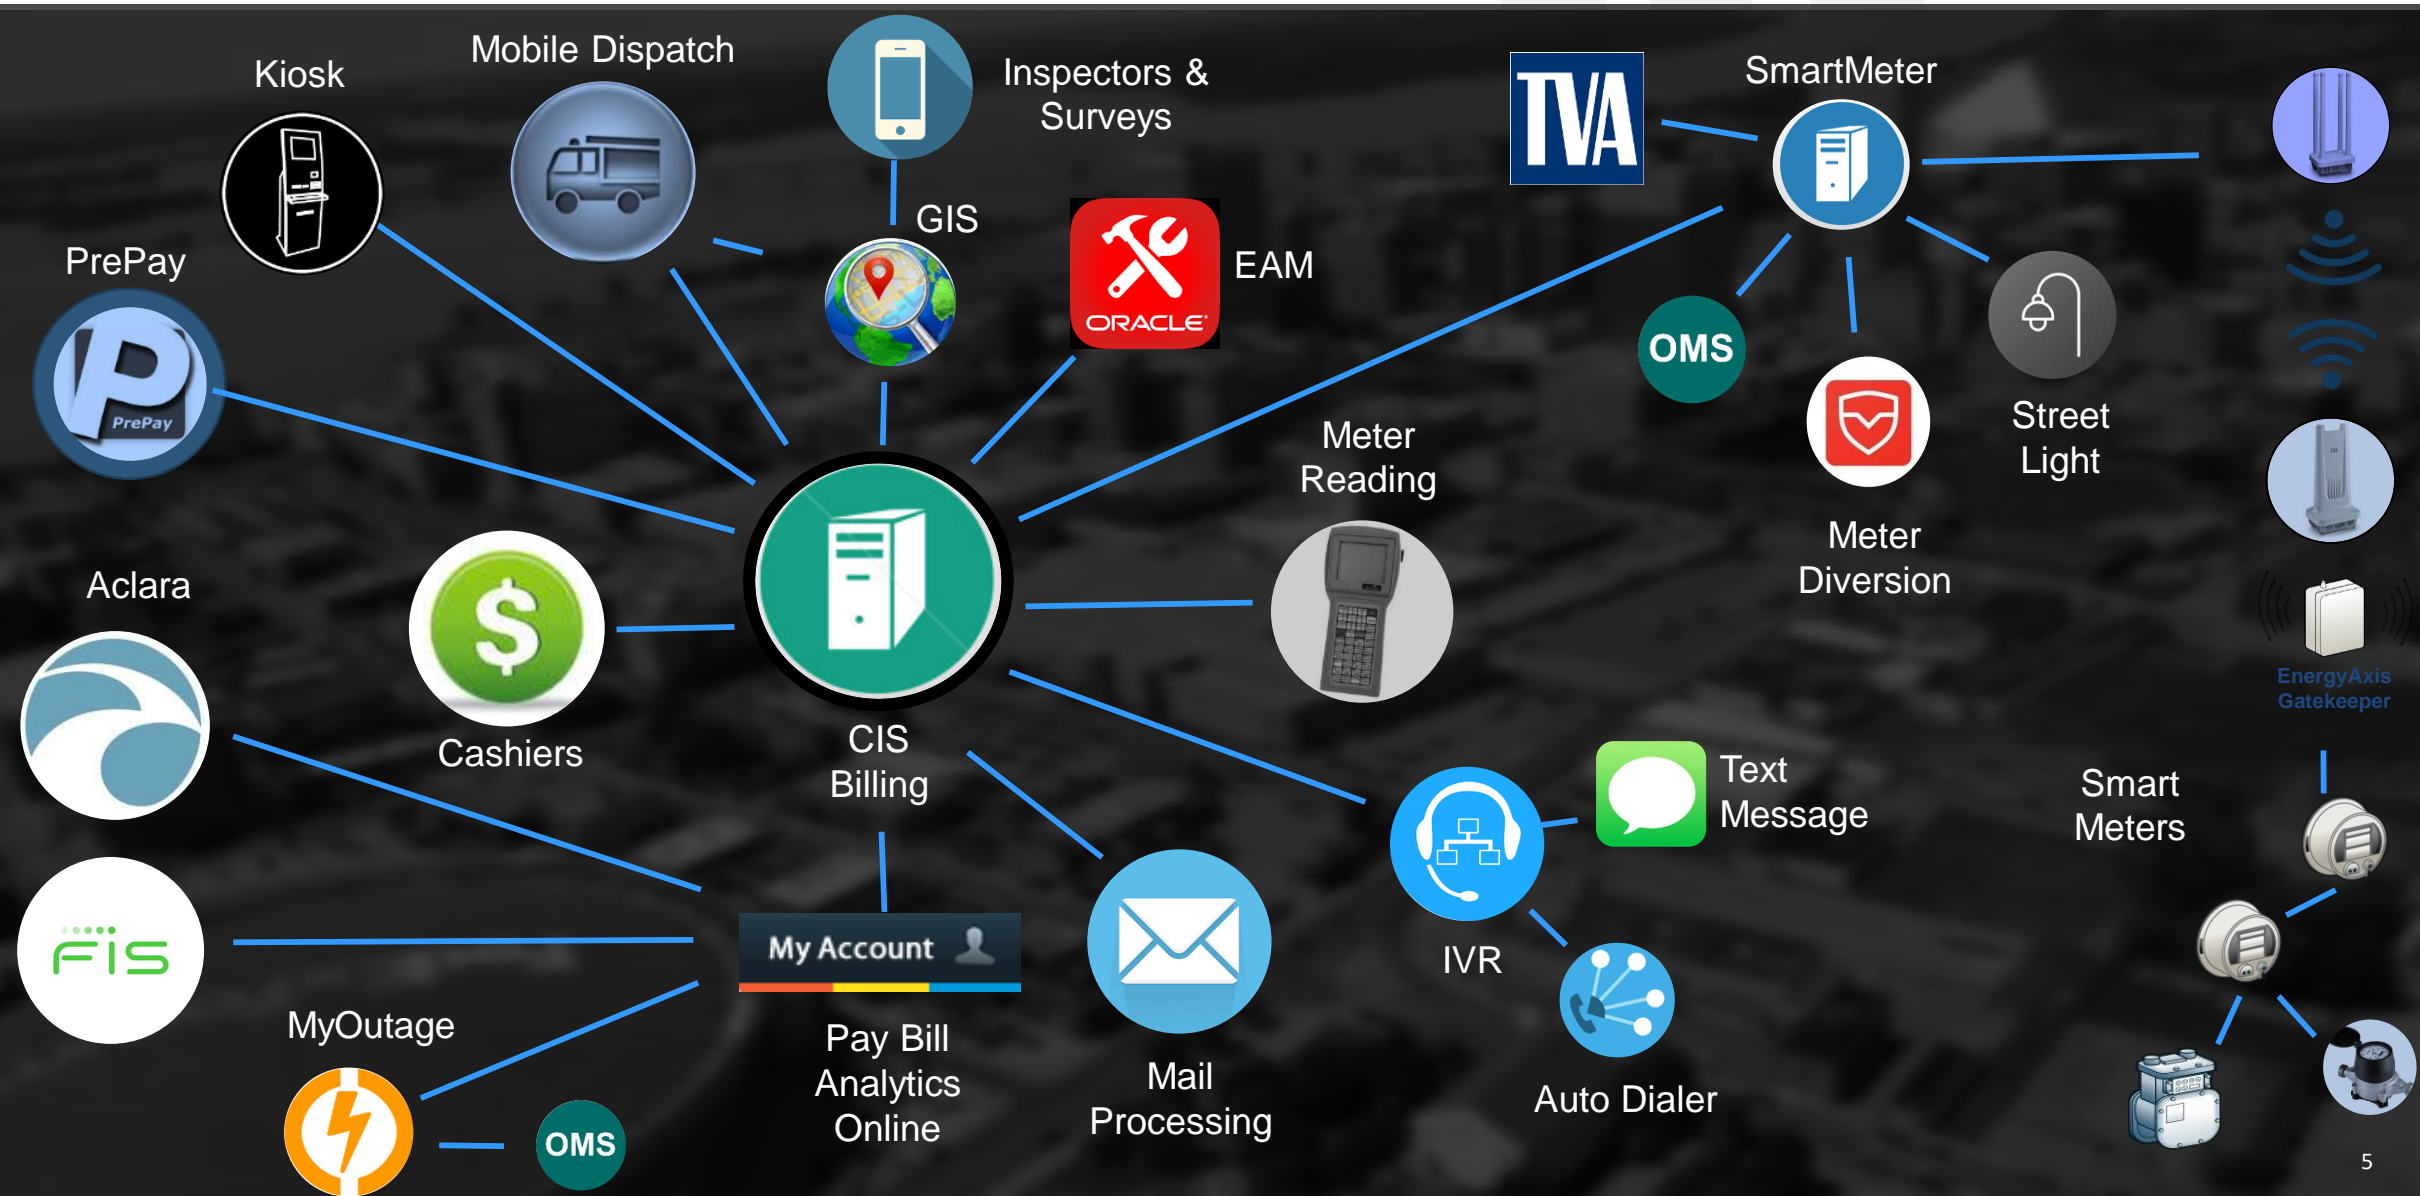 Kiosk
Mobile Dispatch
Inspectors &
Surveys
TVA
SmartMeter
GIS
PrePay
EAM
ORACLE
PrePay
OMS
Street
Light
Meter
Reading
Meter
Diversion
Aclara
EnergyAxis
Gatekeeper
Cashiers
CIS
Billing
Text
Message
Smart
Meters
FIS
My Account
IVR
MyOutage
Pay Bill
Analytics
Online
Mail
Processing
Auto Dialer
OMS
5